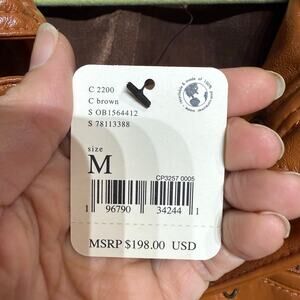 C 2200
C brown
S OB1564412
S 78113388
size
M
CP3257 0005
1 96790 34244 1
MSRP $198.00 USD